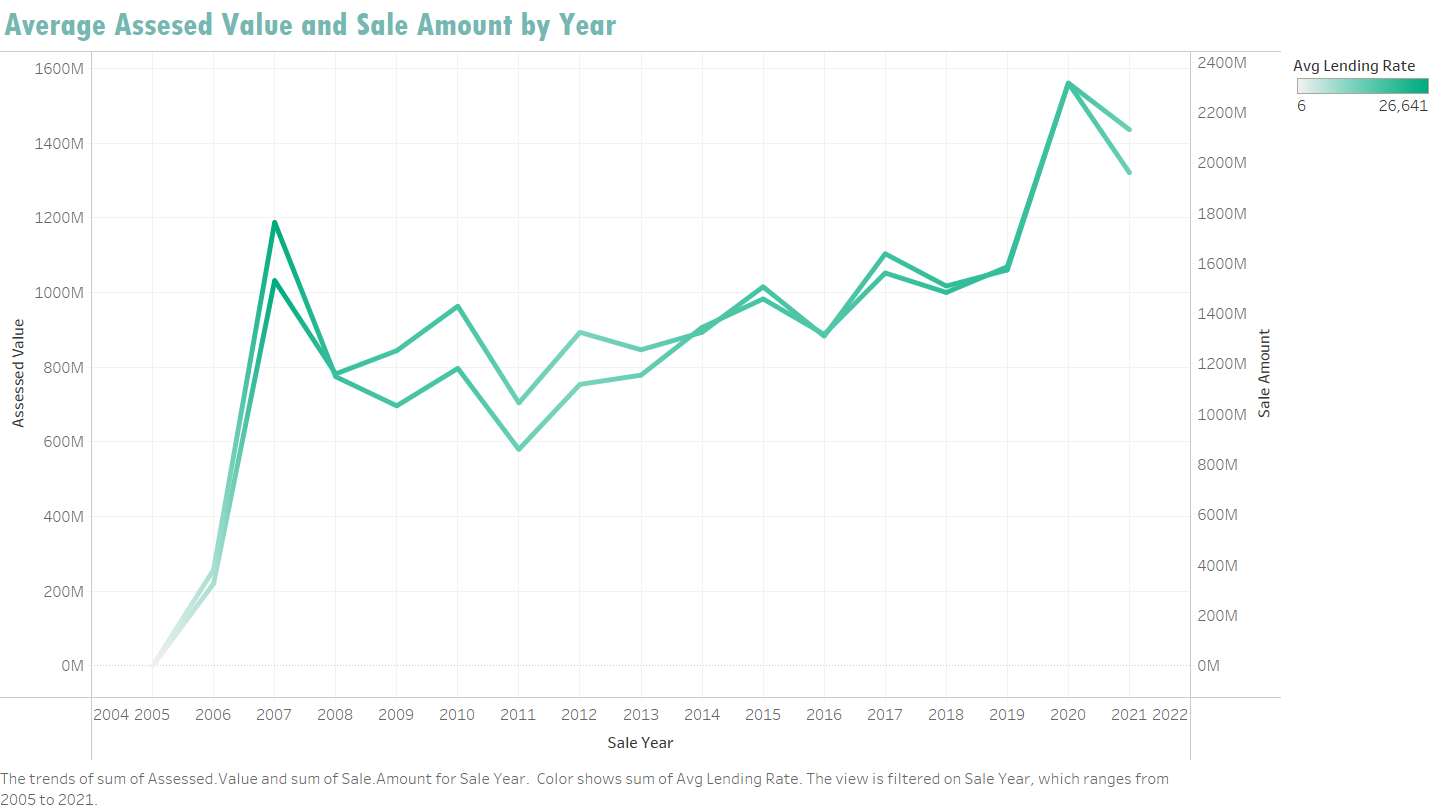 Average Assesed Value and Sale Amount by Year
Avg Lending Rate
6 26,641
1600M
1400M
1200M
1000M
800M
600M
400M
200M
0M
Assessed Value
2400M
2200M
2000M
1800M
1600M
1400M
1200M
1000M
800M
600M
400M
200M
0M
Sale Amount
2004 2005 2006 2007 2008 2009 2010 2011 2012 2013 2014 2015 2016 2017 2018 2019 2020 2021 2022
Sale Year
The trends of sum of Assessed.Value and sum of Sale.Amount for Sale Year.  Color shows sum of Avg Lending Rate. The view is filtered on Sale Year, which ranges from
2005 to 2021.